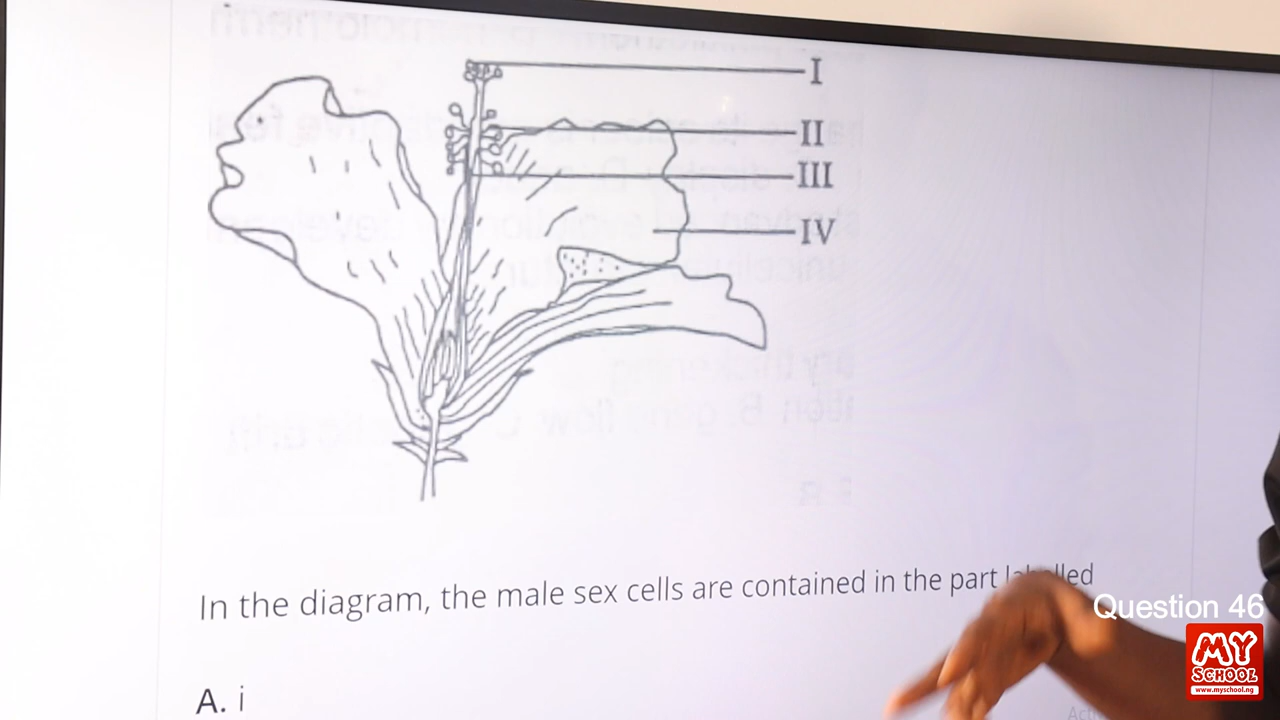 I
II
III
IV
In the diagram, the male sex cells are contained in the part labelled
Question 46
MY
SCHOOL
www.myschool.ng
A. i